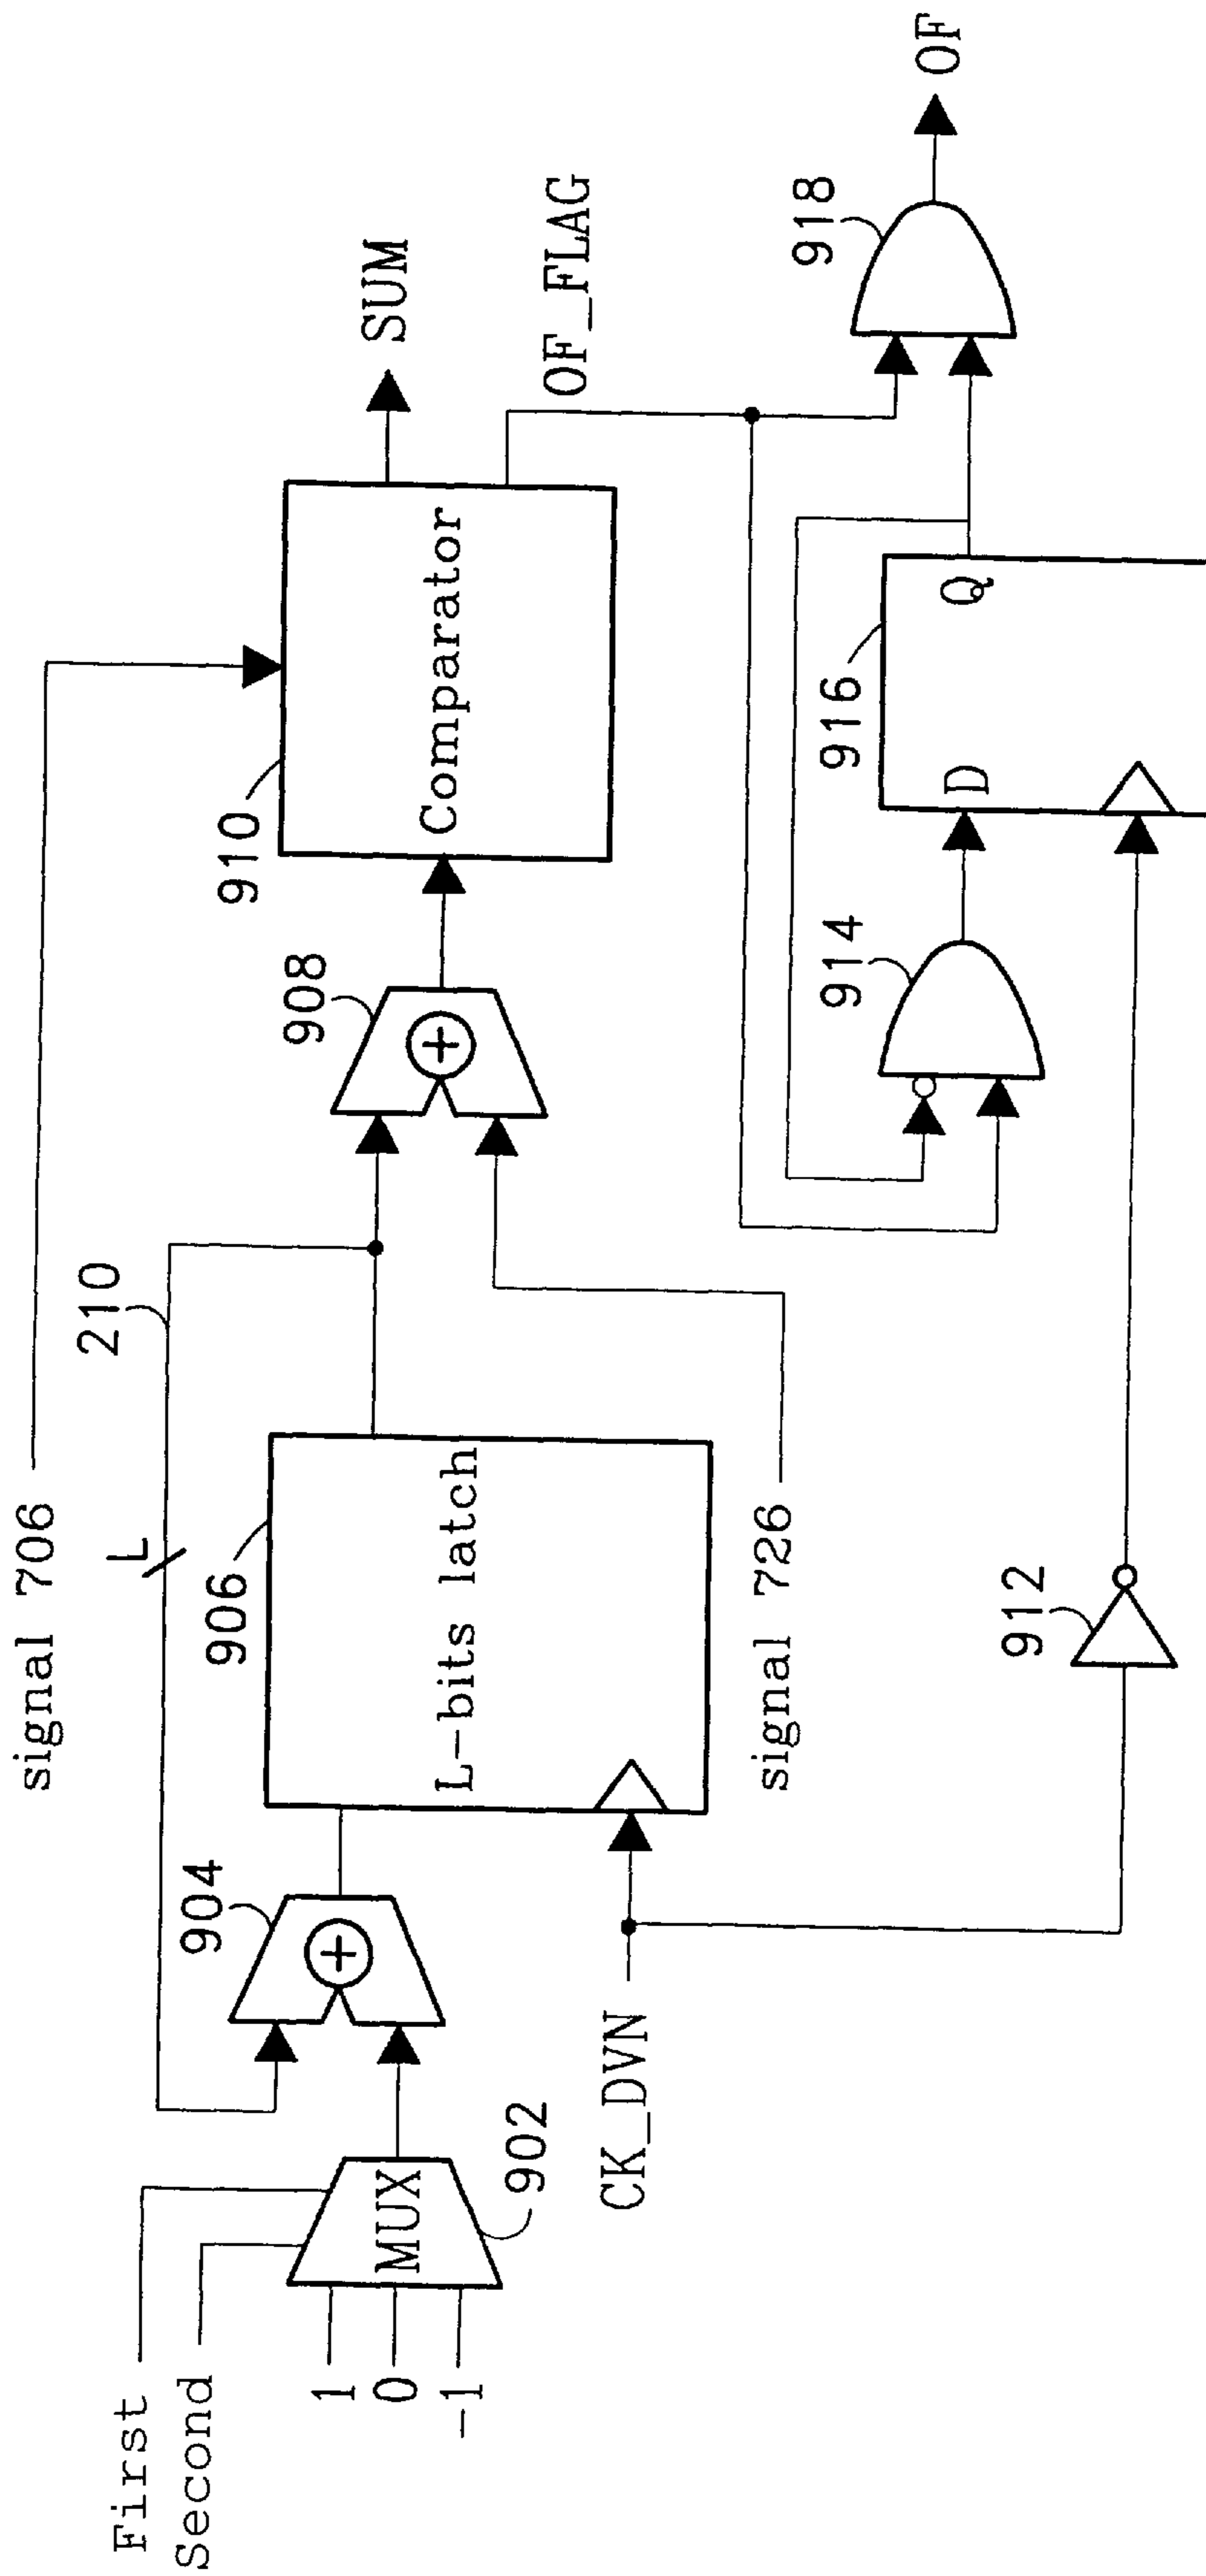 First
Second
1
0
-1
MUX
902
904
210
L
906
L-bits latch
CK_DVN
signal 706
signal 726
908
910
Comparator
SUM
OF_FLAG
912
914
916
D
Q
918
OF